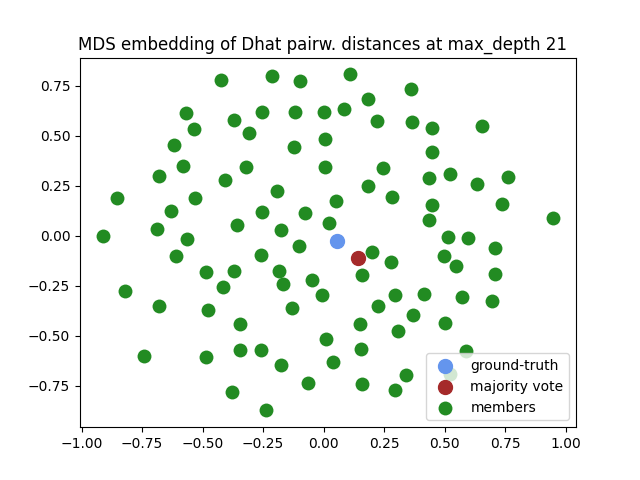 MDS embedding of Dhat pairw. distances at max_depth 21
0.75
0.50
0.25
0.00
−0.25
−0.50
−0.75
ground-truth
majority vote
members
−1.00 −0.75 −0.50 −0.25 0.00 0.25 0.50 0.75 1.00